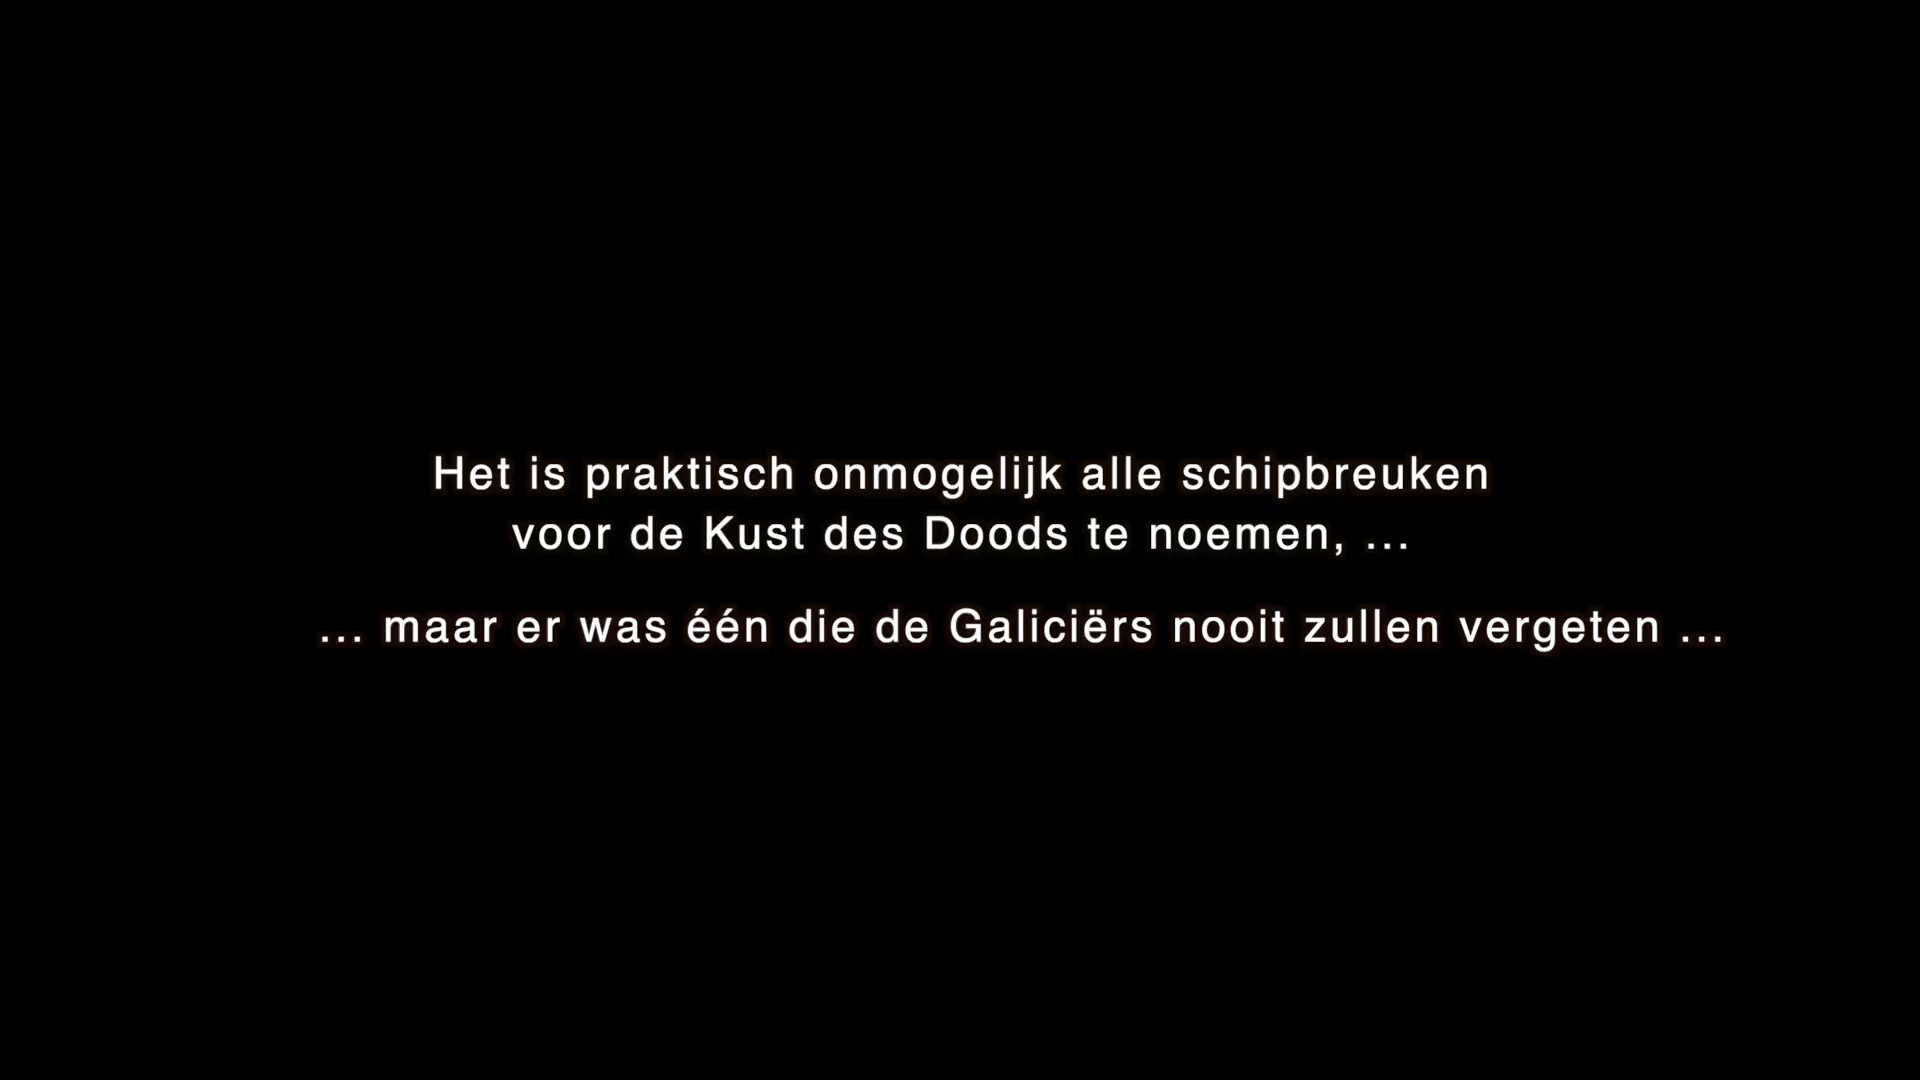 Het is praktisch onmogelijk alle schipbreuken
voor de Kust des Doods te noemen, ...
... maar er was één die de Galiciërs nooit zullen vergeten ...